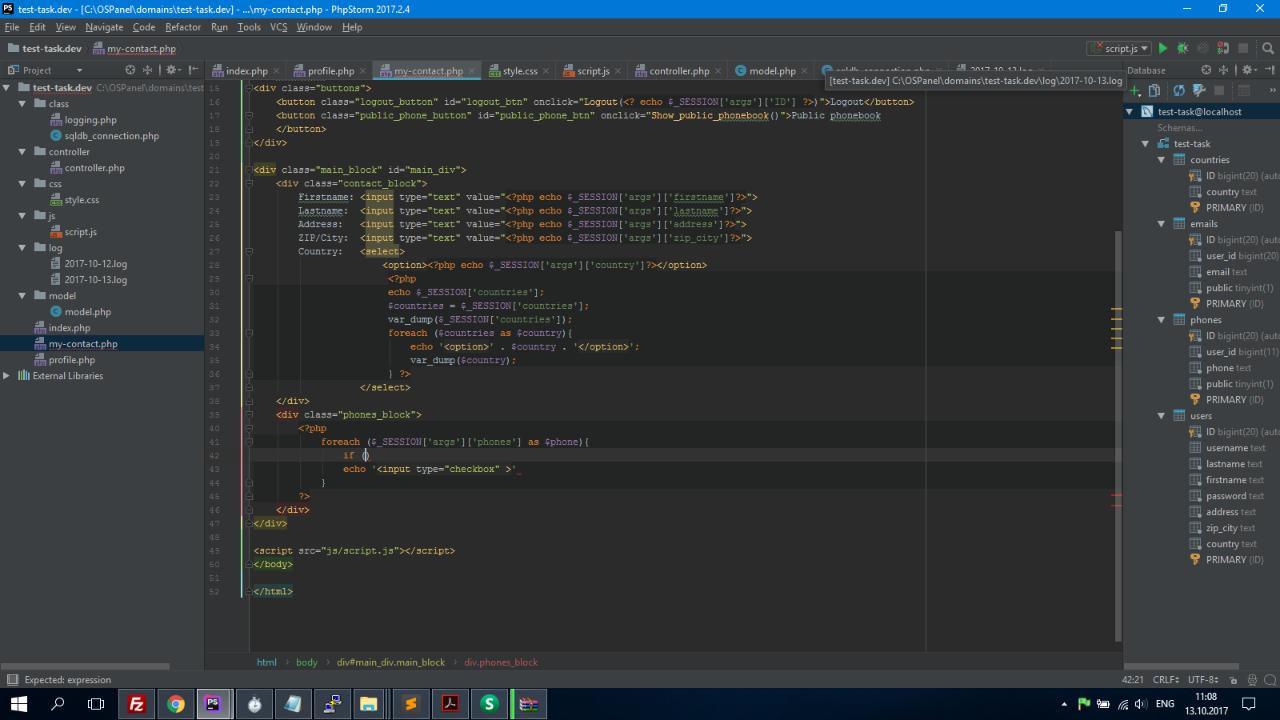 test-task.dev - [C:\OSPanel\domains\test-task.dev] - ...\my-contact.php - PhpStorm 2017.2.4
File Edit View Navigate Code Refactor Run Tools VCS Window Help
test-task.dev my-contact.php script.js
Project index.php profile.php my-contact.php style.css script.js controller.php model.php Database
[test-task.dev] C:\OSPanel\domains\test-task.dev\log\2017-10-13.log
test-task.dev C:\OSPanel\domains\test
class
logging.php
sqldb_connection.php
controller
controller.php
css
style.css
js
script.js
log
2017-10-12.log
2017-10-13.log
model
model.php
index.php
my-contact.php
profile.php
External Libraries
15 <div class="buttons">
16 <button class="logout_button" id="logout_btn" onclick="Logout(<? echo $_SESSION['args']['ID'] ?>)">Logout</button>
17 <button class="public_phone_button" id="public_phone_btn" onclick="Show_public_phonebook()">Public phonebook
18 </button>
19 </div>
20
21 <div class="main_block" id="main_div">
22 <div class="contact_block">
23 Firstname: <input type="text" value="<?php echo $_SESSION['args']['firstname']?>">
24 Lastname: <input type="text" value="<?php echo $_SESSION['args']['lastname']?>">
25 Address: <input type="text" value="<?php echo $_SESSION['args']['address']?>">
26 ZIP/City: <input type="text" value="<?php echo $_SESSION['args']['zip_city']?>">
27 Country: <select>
28 <option><?php echo $_SESSION['args']['country']?></option>
29 <?php
30 echo $_SESSION['countries'];
31 $countries = $_SESSION['countries'];
32 var_dump($_SESSION['countries']);
33 foreach ($countries as $country){
34 echo '<option>' . $country . '</option>';
35 var_dump($country);
36 } ?>
37 </select>
38 </div>
39 <div class="phones_block">
40 <?php
41 foreach ($_SESSION['args']['phones'] as $phone){
42 if ()
43 echo '<input type="checkbox" >'
44 }
45 ?>
46 </div>
47 </div>
48
49 <script src="js/script.js"></script>
50 </body>
51
52 </html>
html body div#main_div.main_block div.phones_block
test-task@localhost
Schemas...
test-task
countries
ID bigint(20) (auto in
country text
PRIMARY (ID)
emails
ID bigint(20) (auto in
user_id bigint(20)
email text
public tinyint(1)
PRIMARY (ID)
phones
ID bigint(20) (auto in
user_id bigint(11)
phone text
public tinyint(1)
PRIMARY (ID)
users
ID bigint(20) (auto in
username text
lastname text
firstname text
password text
address text
zip_city text
country text
PRIMARY (ID)
Expected: expression 42:21 CRLF÷ UTF-8÷
ENG 11:08
13.10.2017